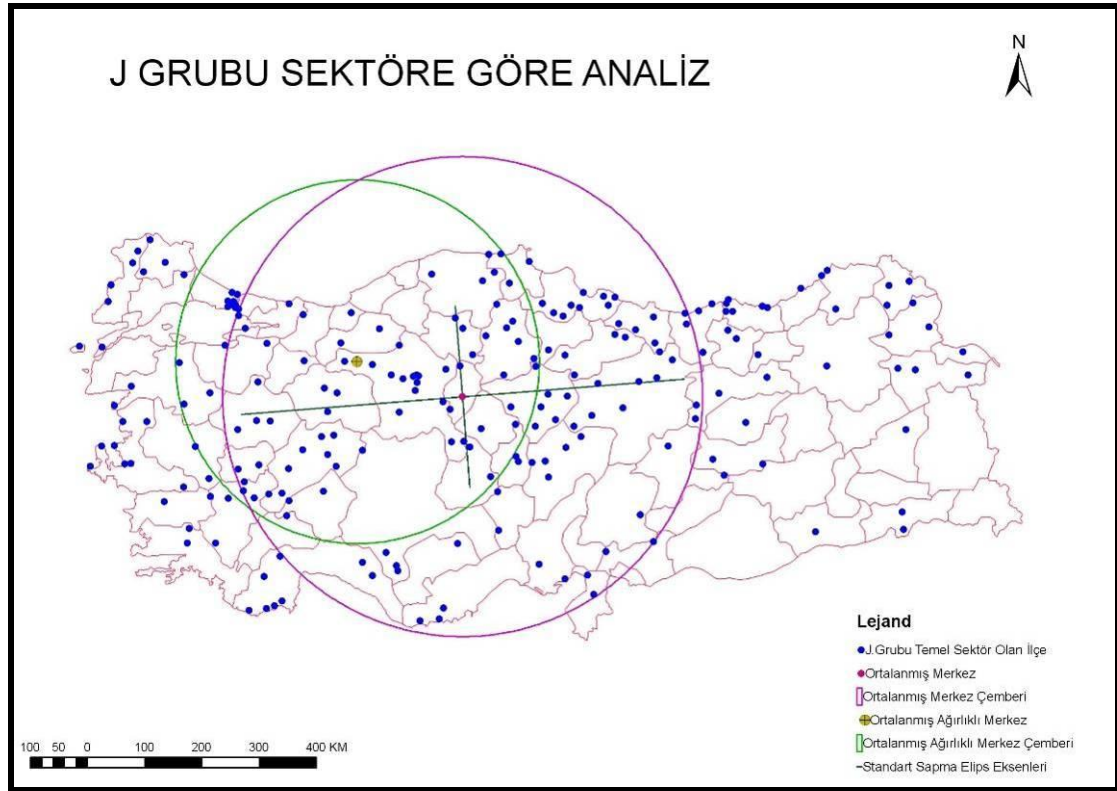 J GRUBU SEKTÖRE GÖRE ANALİZ
N
Lejand
J.Grubu Temel Sektör Olan İlçe
Ortalanmış Merkez
Ortalanmış Merkez Çemberi
Ortalanmış Ağırlıklı Merkez
Ortalanmış Ağırlıklı Merkez Çemberi
Standart Sapma Elips Eksenleri
100 50 0 100 200 300 400 KM